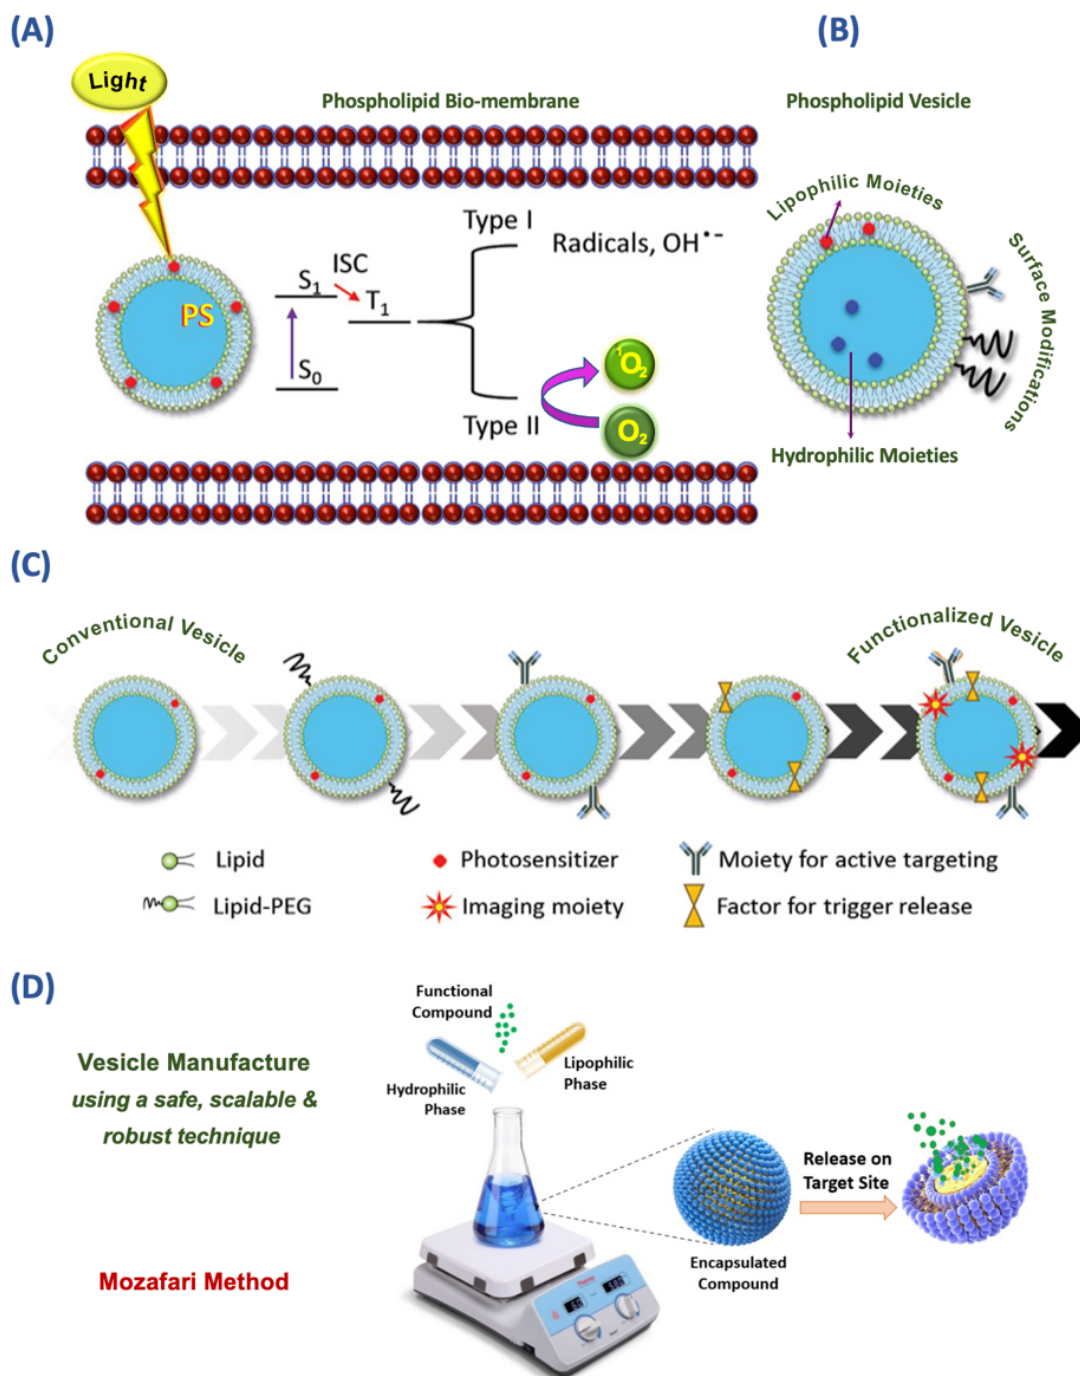 (A)
Light
Phospholipid Bio-membrane
PS
S1
ISC
T1
S0
Type I
Radicals, OH•−
Type II
¹O2
O2
(B)
Phospholipid Vesicle
Lipophilic Moieties
Surface Modifications
Hydrophilic Moieties
(C)
Conventional Vesicle
Functionalized Vesicle
Lipid
Photosensitizer
Moiety for active targeting
Lipid-PEG
Imaging moiety
Factor for trigger release
(D)
Vesicle Manufacture
using a safe, scalable &
robust technique
Mozafari Method
Functional
Compound
Hydrophilic
Phase
Lipophilic
Phase
Encapsulated
Compound
Release on
Target Site
Thermo